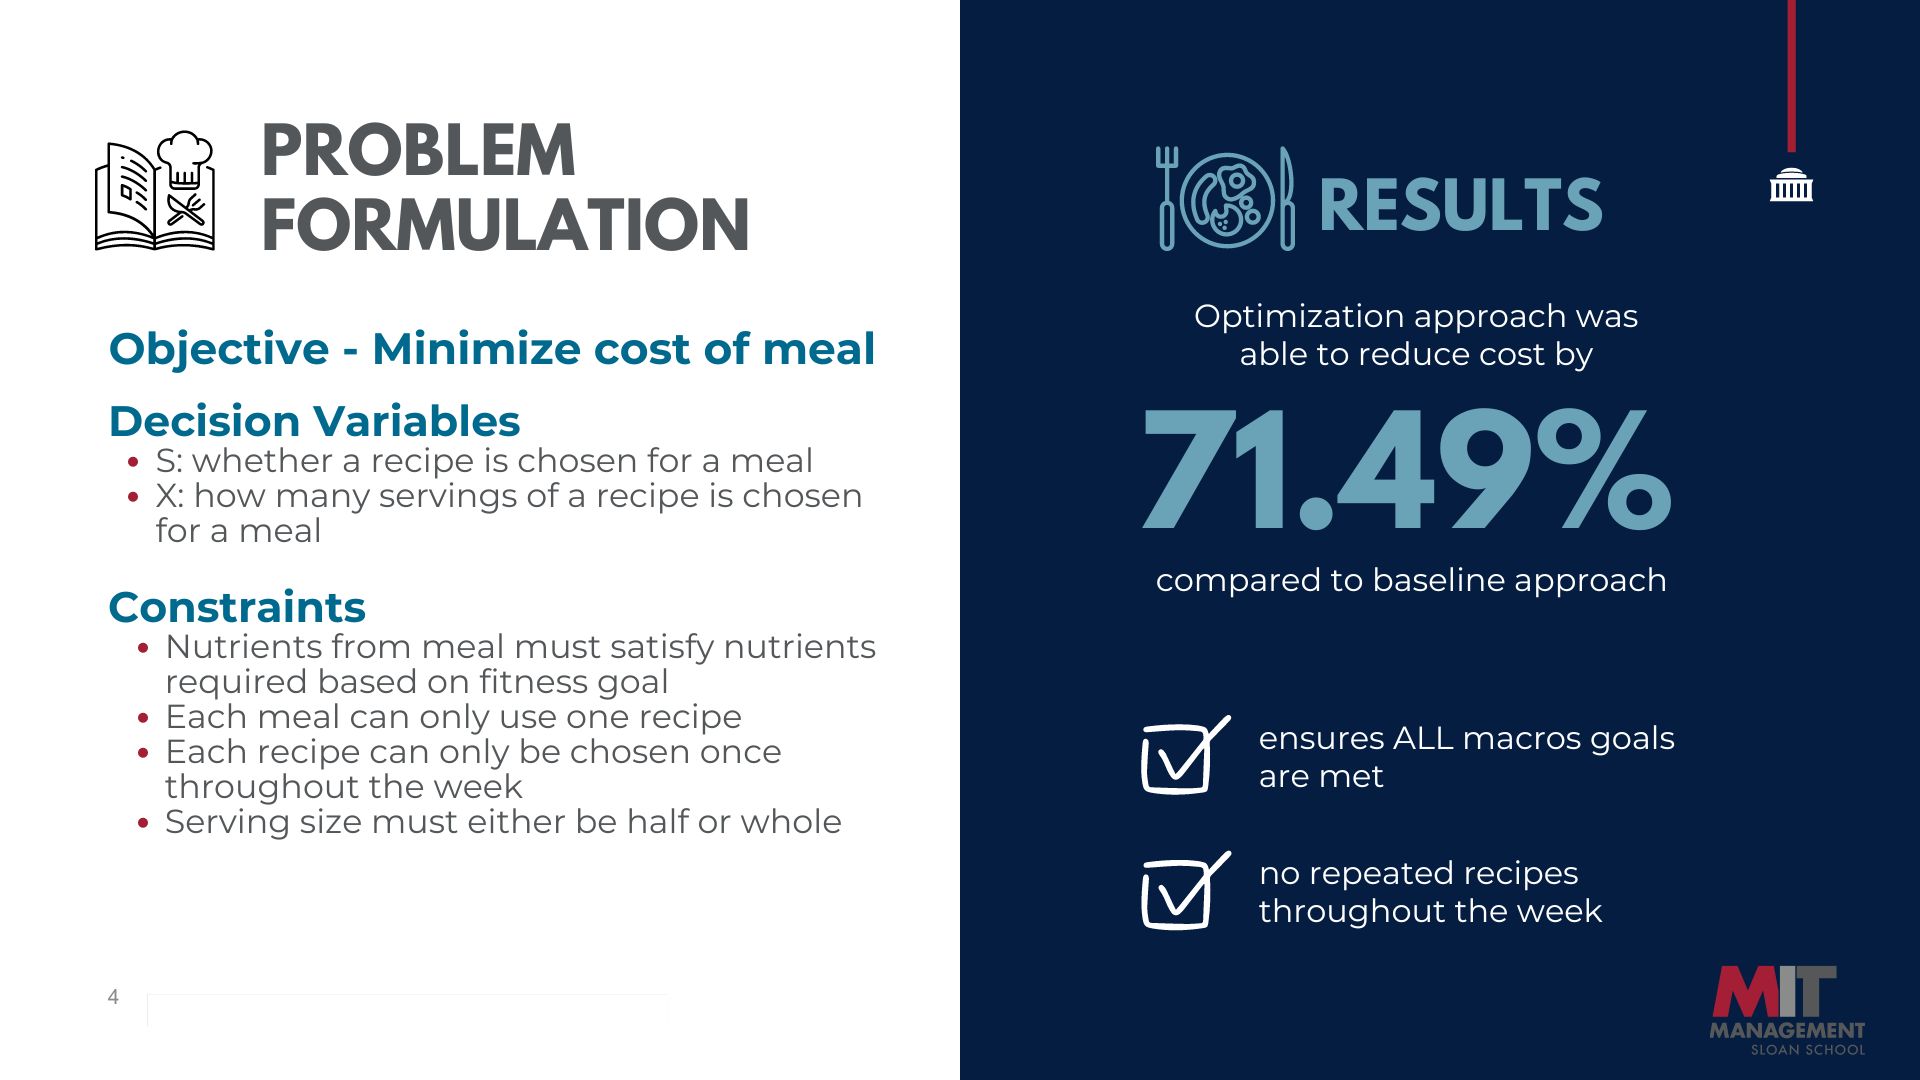 PROBLEM
FORMULATION
Objective - Minimize cost of meal
Decision Variables
• S: whether a recipe is chosen for a meal
• X: how many servings of a recipe is chosen
for a meal
Constraints
• Nutrients from meal must satisfy nutrients
required based on fitness goal
• Each meal can only use one recipe
• Each recipe can only be chosen once
throughout the week
• Serving size must either be half or whole
4
RESULTS
Optimization approach was
able to reduce cost by
71.49%
compared to baseline approach
ensures ALL macros goals
are met
no repeated recipes
throughout the week
MIT
MANAGEMENT
SLOAN SCHOOL